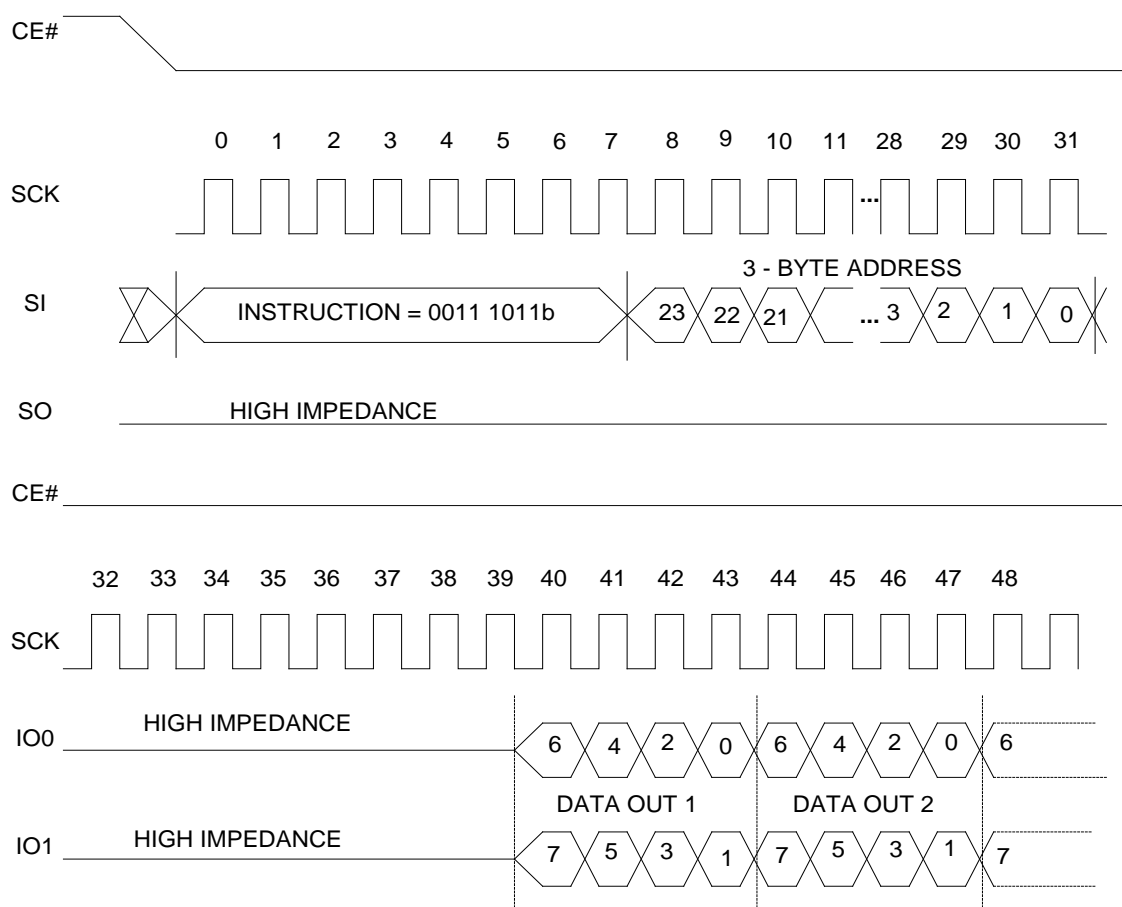 CE#
0 1 2 3 4 5 6 7 8 9 10 11 28 29 30 31
SCK ...
3 - BYTE ADDRESS
SI INSTRUCTION = 0011 1011b 23 22 21 ... 3 2 1 0
SO HIGH IMPEDANCE
CE#
32 33 34 35 36 37 38 39 40 41 42 43 44 45 46 47 48
SCK
HIGH IMPEDANCE
IO0 6 4 2 0 6 4 2 0 6
DATA OUT 1 DATA OUT 2
HIGH IMPEDANCE
IO1 7 5 3 1 7 5 3 1 7